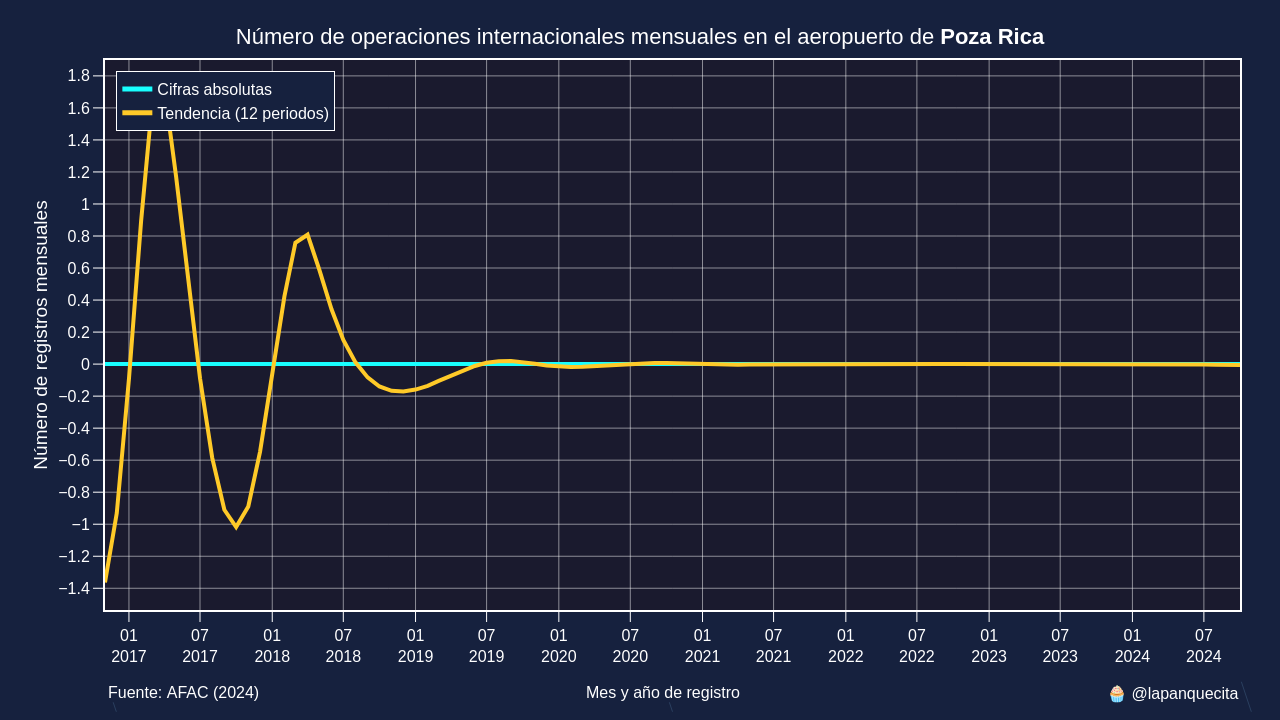 Número de operaciones internacionales mensuales en el aeropuerto de Poza Rica
Cifras absolutas
Tendencia (12 periodos)
Número de registros mensuales
1.8
1.6
1.4
1.2
1
0.8
0.6
0.4
0.2
0
−0.2
−0.4
−0.6
−0.8
−1
−1.2
−1.4
01 07 01 07 01 07 01 07 01 07 01 07 01 07 01 07
2017 2017 2018 2018 2019 2019 2020 2020 2021 2021 2022 2022 2023 2023 2024 2024
Fuente: AFAC (2024) Mes y año de registro 🧁 @lapanquecita